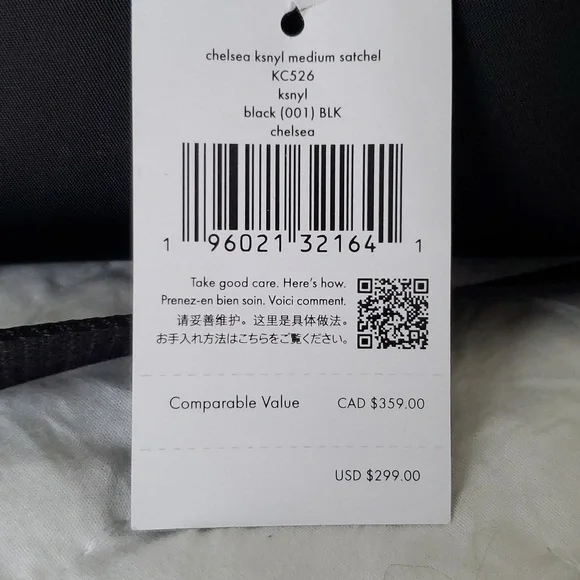 chelsea ksnyl medium satchel
KC526
ksnyl
black (001) BLK
chelsea
1 96021 32164 1
Take good care. Here's how.
Prenez-en bien soin. Voici comment.
请妥善维护。这里是具体做法。
お手入れ方法はこちらをご覧ください。
Comparable Value CAD $359.00
USD $299.00